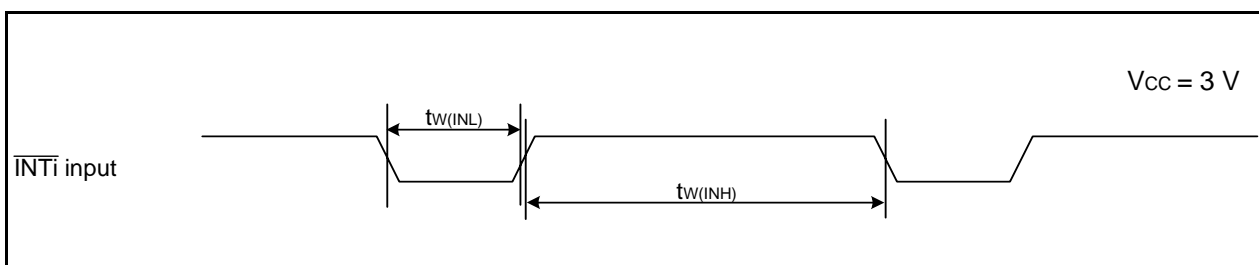 VCC = 3 V
tW(INL)
INTi input
tW(INH)